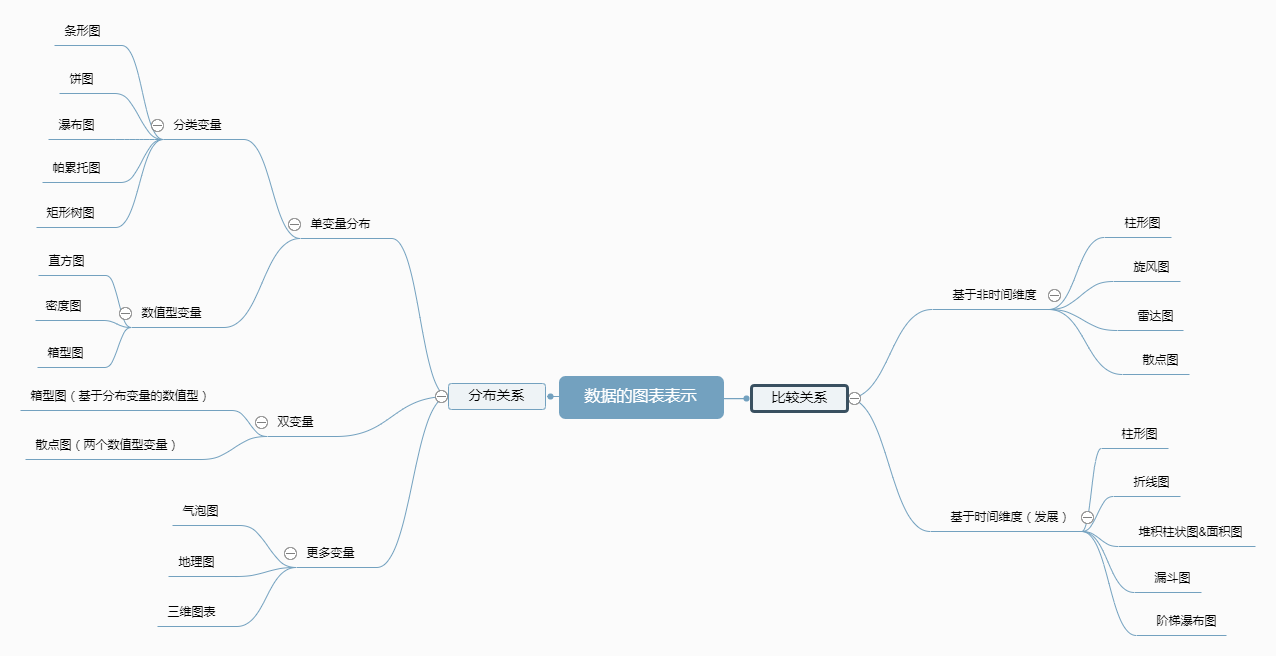 数据的图表表示
分布关系
单变量分布
分类变量
条形图
饼图
瀑布图
帕累托图
矩形树图
数值型变量
直方图
密度图
箱型图
双变量
箱型图（基于分布变量的数值型）
散点图（两个数值型变量）
更多变量
气泡图
地理图
三维图表
比较关系
基于非时间维度
柱形图
旋风图
雷达图
散点图
基于时间维度（发展）
柱形图
折线图
堆积柱状图&面积图
漏斗图
阶梯瀑布图